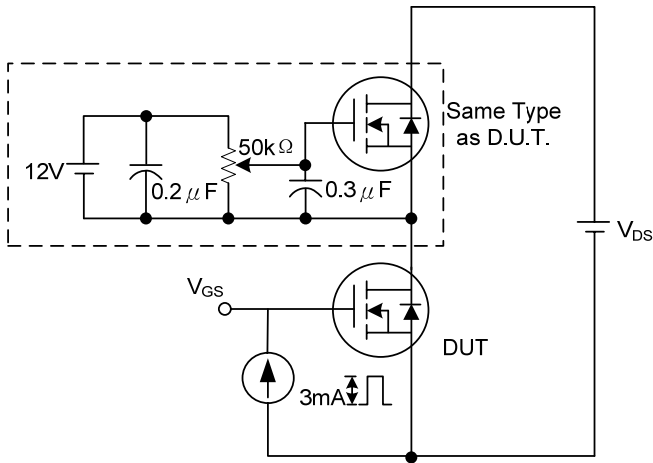 Same Type
as D.U.T.
50kΩ
12V
0.2μF
0.3μF
VDS
VGS
DUT
3mA